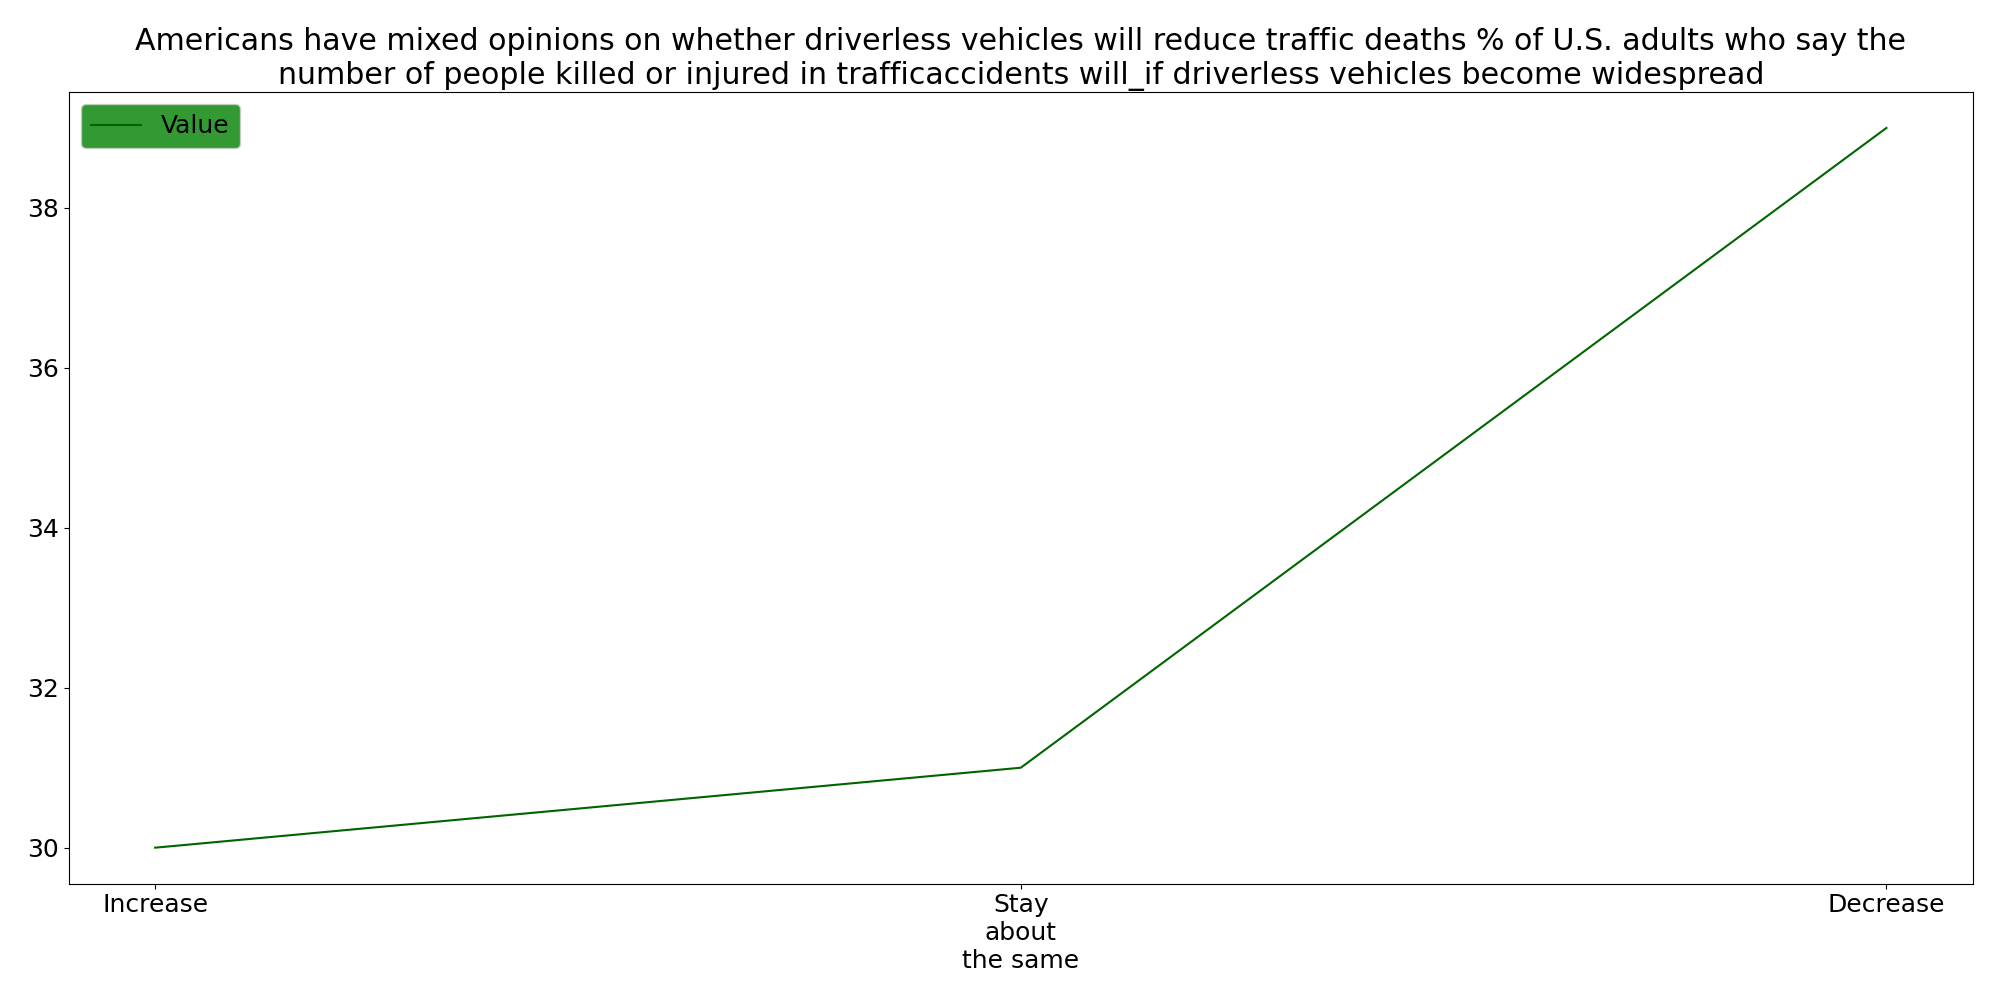 Americans have mixed opinions on whether driverless vehicles will reduce traffic deaths % of U.S. adults who say the
number of people killed or injured in trafficaccidents will_if driverless vehicles become widespread
Value
38
36
34
32
30
Increase
Stay
about
the same
Decrease